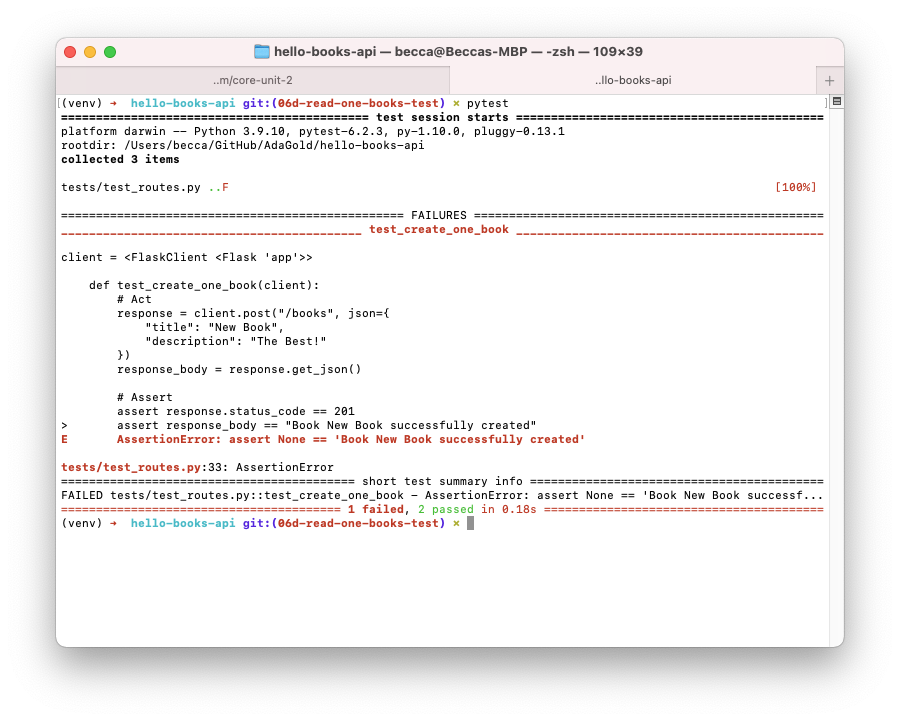 hello-books-api — becca@Beccas-MBP — -zsh — 109×39
..m/core-unit-2
..llo-books-api
+
[(venv) ➜  hello-books-api git:(06d-read-one-books-test) ✗ pytest ]
============================================ test session starts ============================================
platform darwin -- Python 3.9.10, pytest-6.2.3, py-1.10.0, pluggy-0.13.1
rootdir: /Users/becca/GitHub/AdaGold/hello-books-api
collected 3 items
tests/test_routes.py ..F [100%]
================================================= FAILURES ==================================================
___________________________________________ test_create_one_book ____________________________________________
client = <FlaskClient <Flask 'app'>>
    def test_create_one_book(client):
        # Act
        response = client.post("/books", json={
            "title": "New Book",
            "description": "The Best!"
        })
        response_body = response.get_json()
        # Assert
        assert response.status_code == 201
>       assert response_body == "Book New Book successfully created"
E       AssertionError: assert None == 'Book New Book successfully created'
tests/test_routes.py:33: AssertionError
========================================== short test summary info ==========================================
FAILED tests/test_routes.py::test_create_one_book - AssertionError: assert None == 'Book New Book successf...
======================================== 1 failed, 2 passed in 0.18s ========================================
(venv) ➜  hello-books-api git:(06d-read-one-books-test) ✗